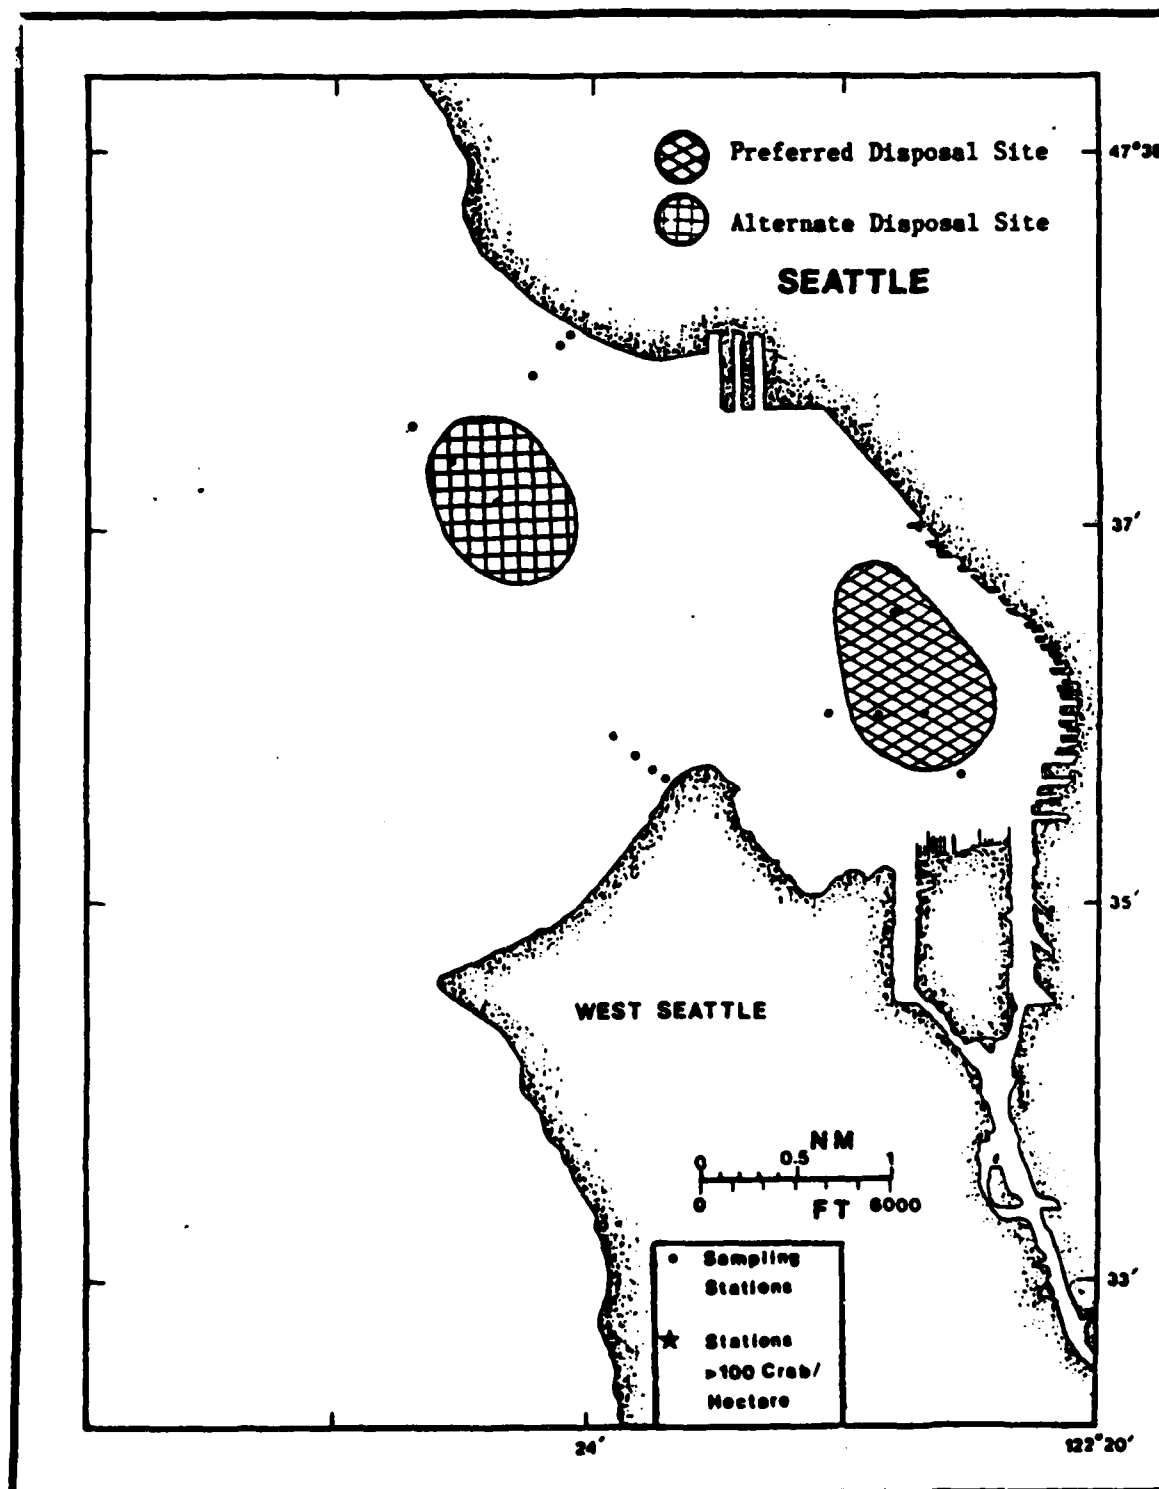 Preferred Disposal Site
47°38
Alternate Disposal Site
SEATTLE
37′
35′
WEST SEATTLE
NM
0 0.5 1
0 FT 6000
Sampling
Stations
33′
Stations
>100 Crab/
Hectare
24′
122°20′